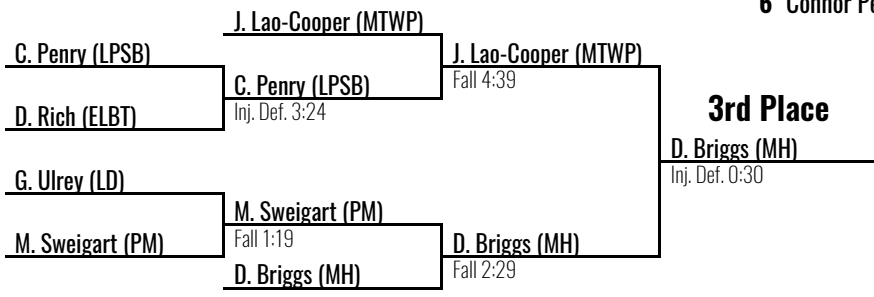 6 Connor
J. Lao-Cooper (MTWP)
C. Penry (LPSB)
J. Lao-Cooper (MTWP)
Fall 4:39
C. Penry (LPSB)
Inj. Def. 3:24
D. Rich (ELBT)
3rd Place
D. Briggs (MH)
Inj. Def. 0:30
G. Ulrey (LD)
M. Sweigart (PM)
Fall 1:19
M. Sweigart (PM)
D. Briggs (MH)
Fall 2:29
D. Briggs (MH)